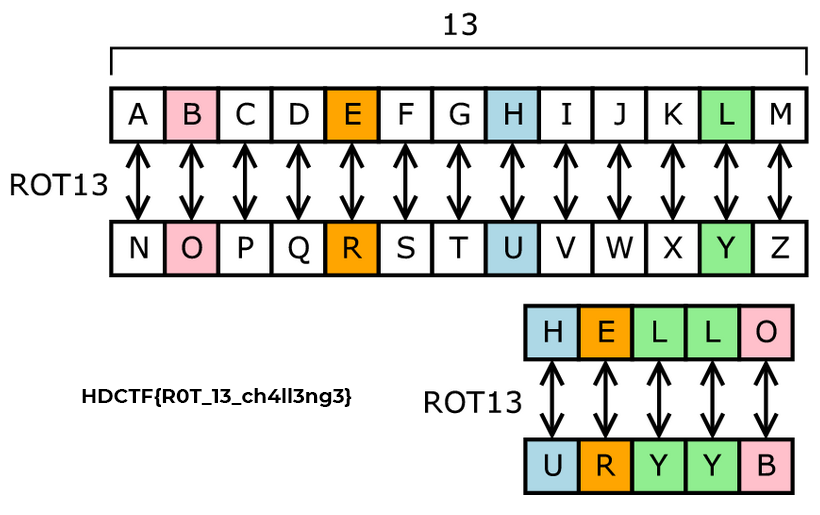 13
A B C D E F G H I J K L M
ROT13
N O P Q R S T U V W X Y Z
H E L L O
HDCTF{R0T_13_ch4ll3ng3}
ROT13
U R Y Y B